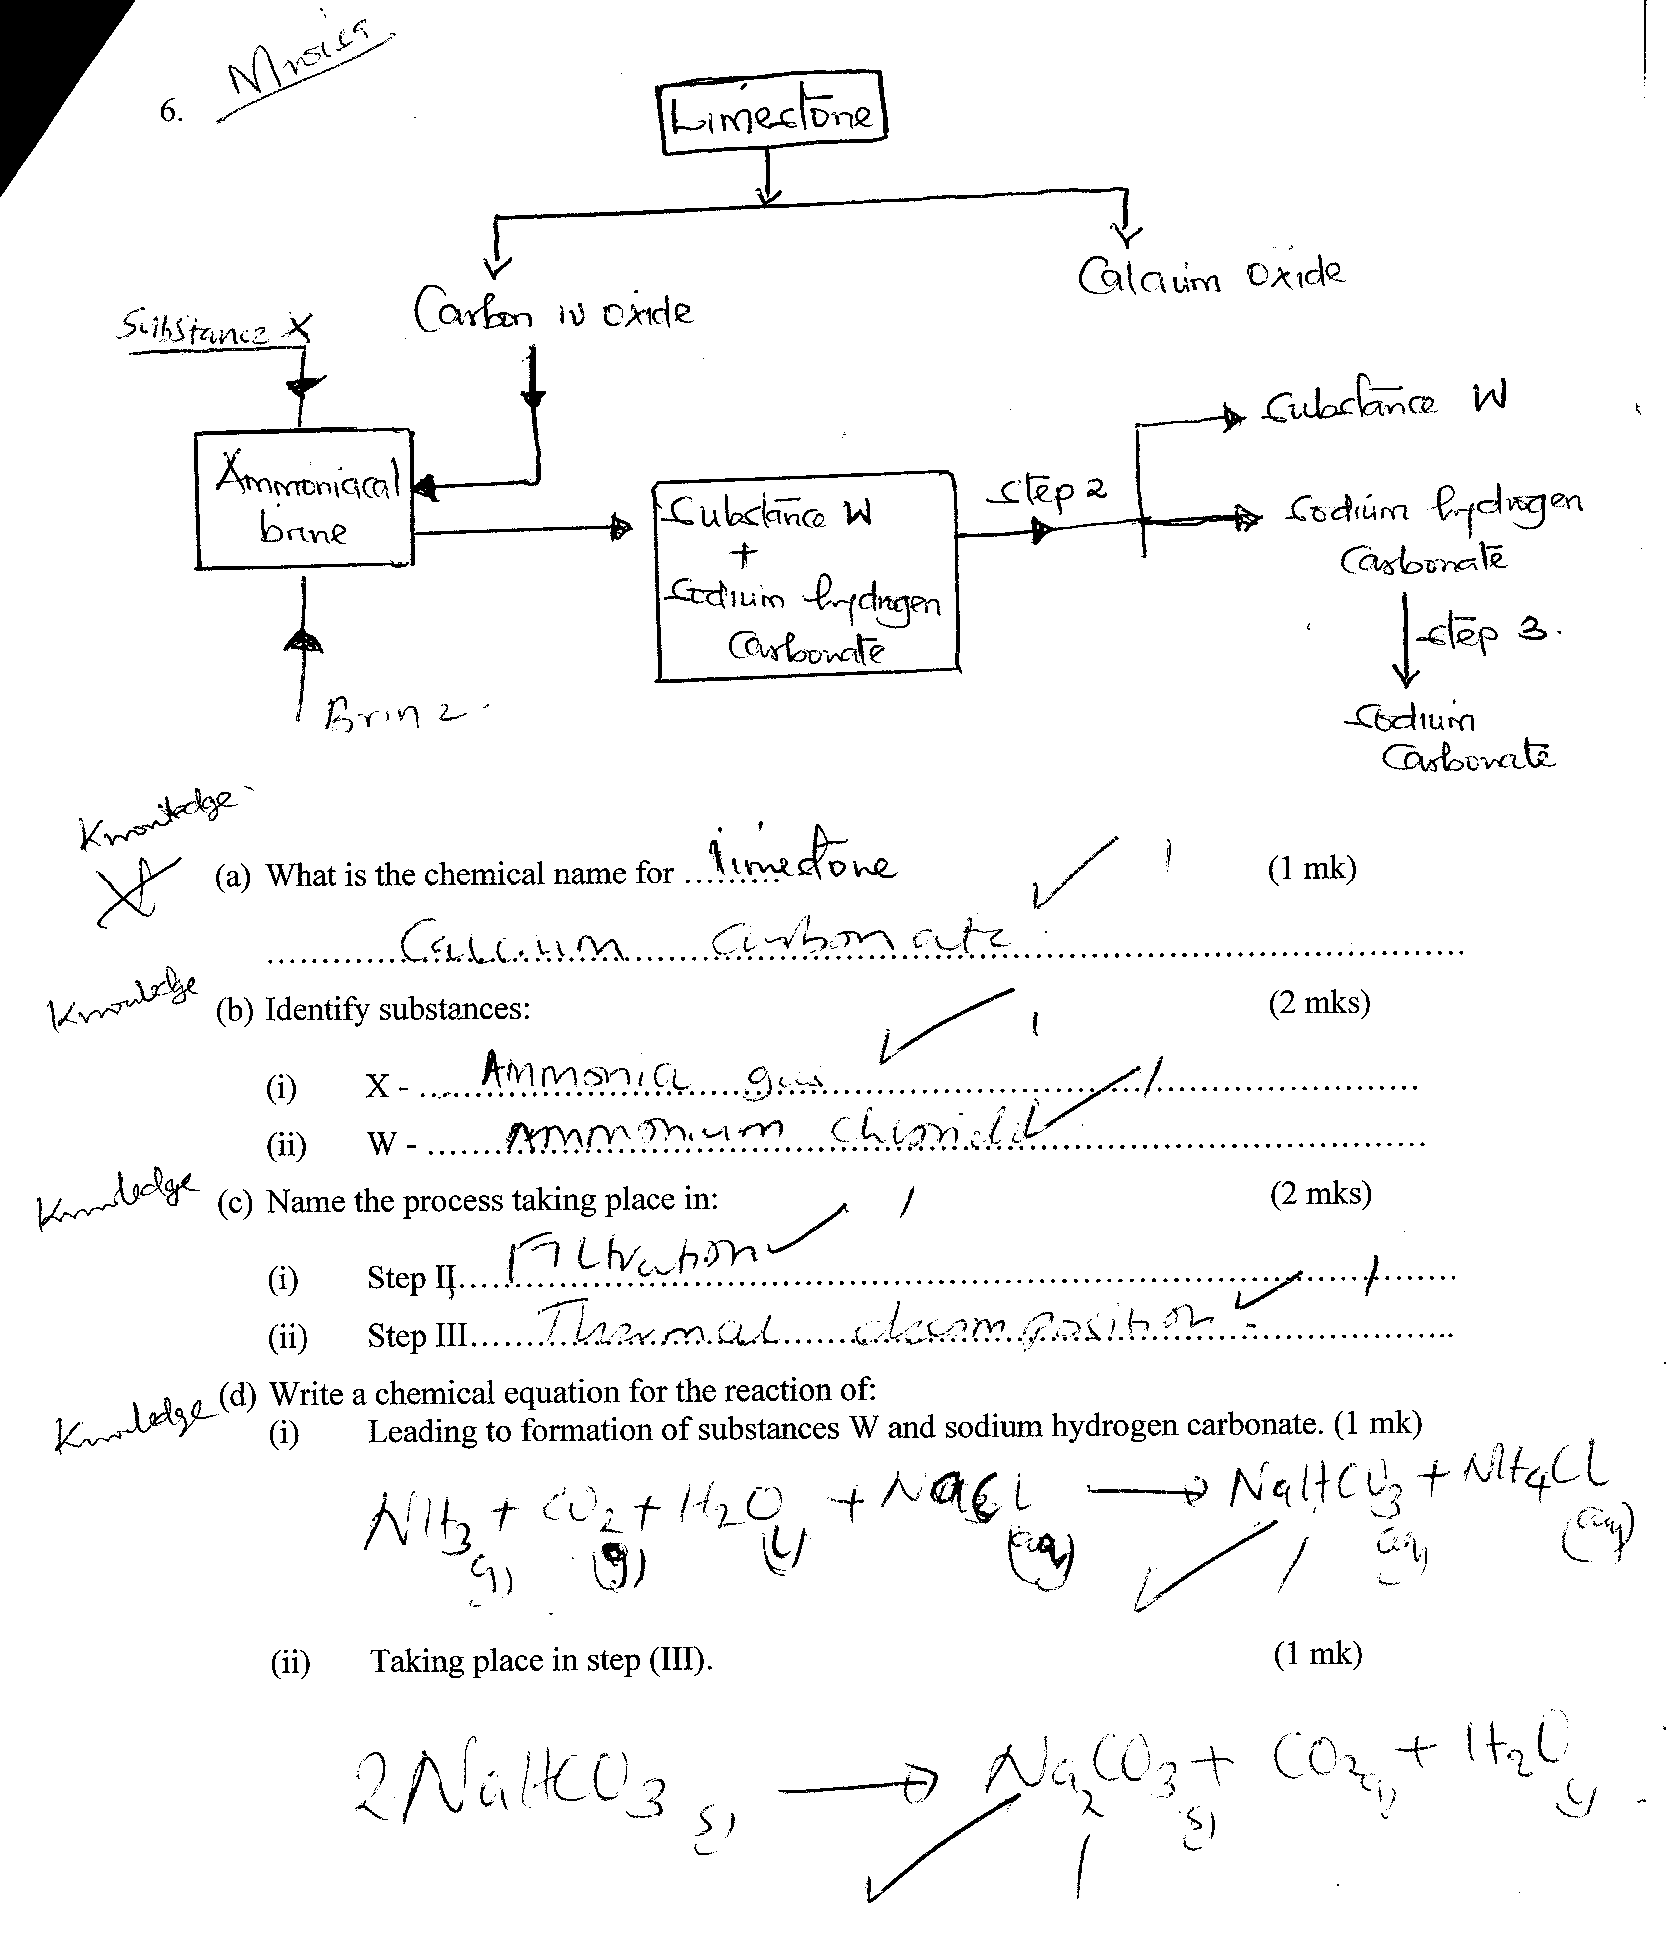 6.
Limestone
Calcium oxide
Carbon iv oxide
Substance X
Substance W
Ammoniacal
brine
Substance W
+
Sodium hydrogen
Carbonate
Step 2
Sodium hydrogen
Carbonate
Step 3.
Brine
Sodium
Carbonate
Knowledge
(a) What is the chemical name for ........ limestone (1 mk)
Calcium carbonate
Knowledge
(b) Identify substances: (2 mks)
(i) X - Ammonia gas
(ii) W - Ammonium chloride
Knowledge
(c) Name the process taking place in: (2 mks)
(i) Step II.... Filtration
(ii) Step III.... Thermal decomposition
Knowledge
(d) Write a chemical equation for the reaction of:
(i) Leading to formation of substances W and sodium hydrogen carbonate. (1 mk)
NH3(g) + CO2(g) + H2O(l) + NaCl(aq) → NaHCO3(aq) + NH4Cl(aq)
(ii) Taking place in step (III). (1 mk)
2NaHCO3(s) → Na2CO3(s) + CO2(g) + H2O(l)